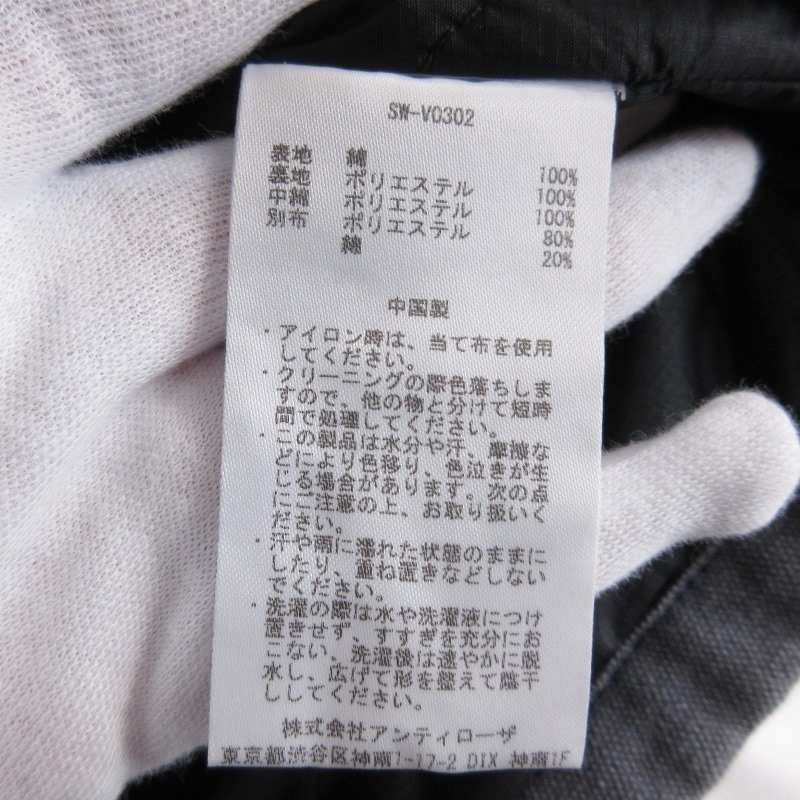 SW-V0302
表地 綿 100%
裏地 ポリエステル 100%
中綿 ポリエステル 100%
別布 ポリエステル 80%
綿 20%
中国製
・アイロン時は、当て布を使用
してください。
・クリーニングの際色落ちしま
すので、他の物と分けて短時
間で処理してください。
・この製品は水分や汗、摩擦な
どにより色移り、色泣きが生
じる場合があります。次の点
にご注意の上、お取り扱いく
ださい。
・汗や雨に濡れた状態のままに
したり、重ね置きなどしない
でください。
・洗濯の際は水や洗濯液につけ
置きせず、すすぎを充分にお
こない、洗濯後は速やかに脱
水し、広げて形を整えて陰干
ししてください。
株式会社アンティローザ
東京都渋谷区神南1-17-2 DIX 神南1F